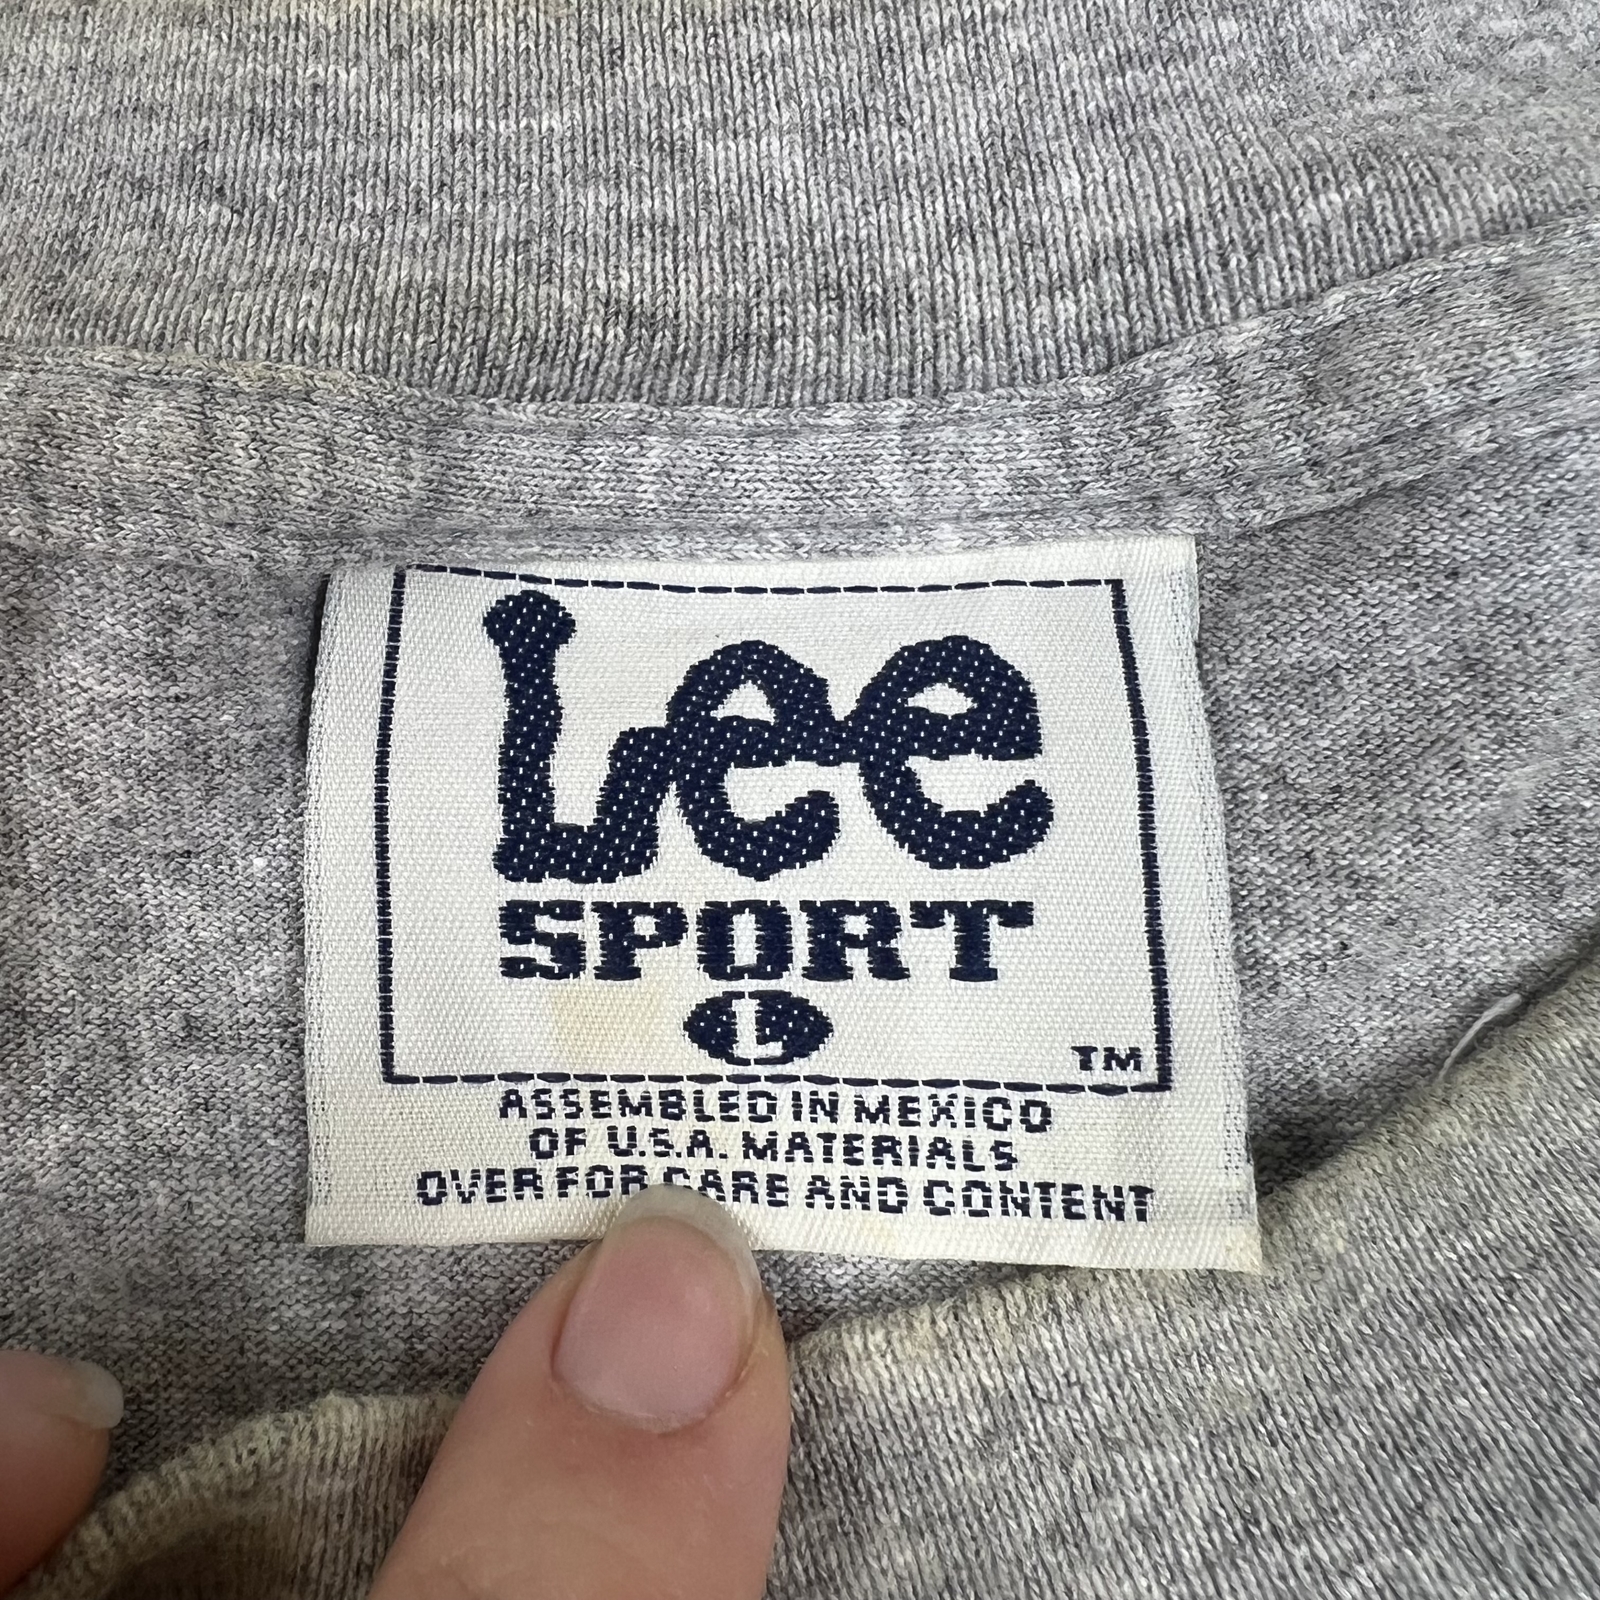 Lee
SPORT
L
TM
ASSEMBLED IN MEXICO
OF U.S.A. MATERIALS
OVER FOR CARE AND CONTENT